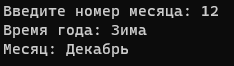 Введите номер месяца: 12
Время года: Зима
Месяц: Декабрь